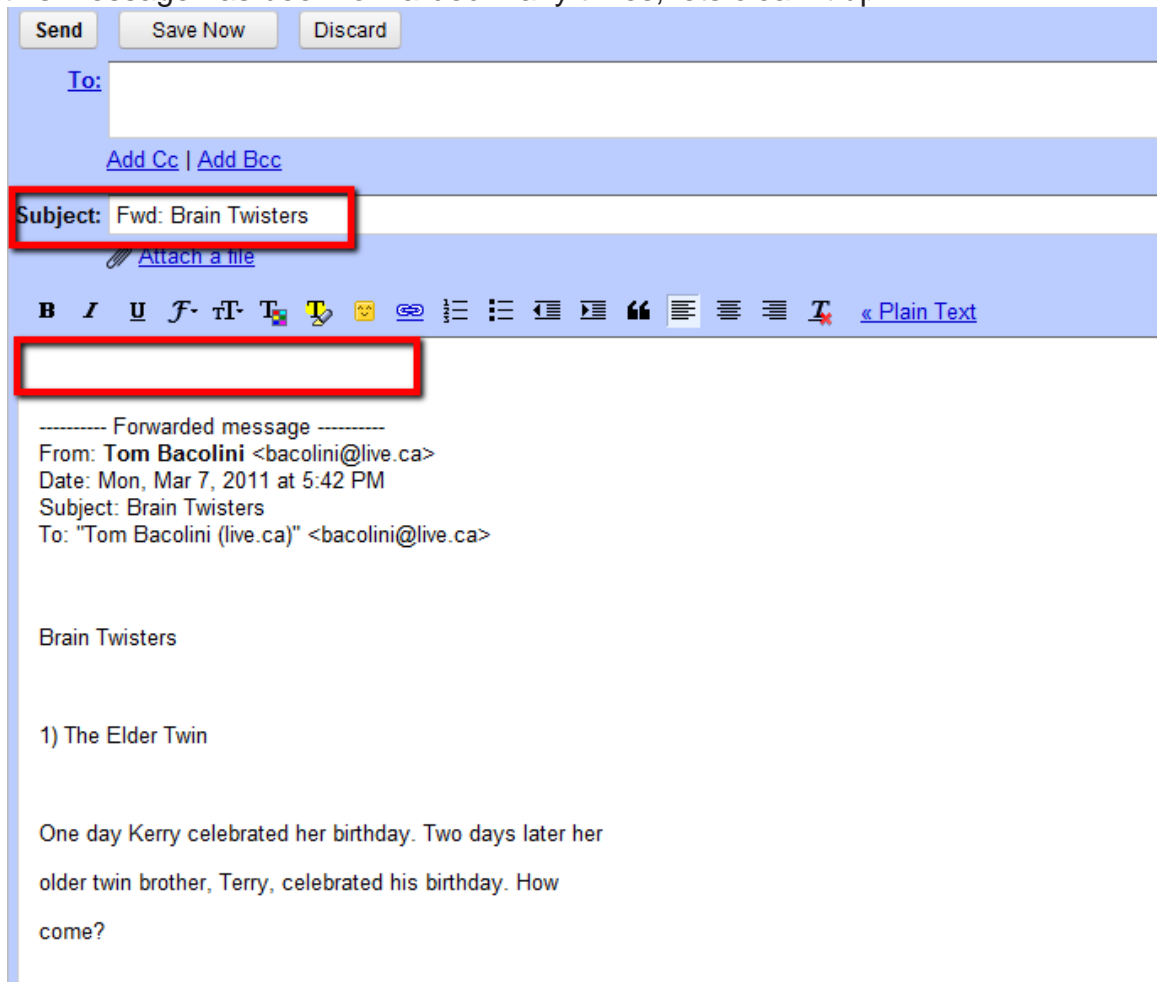 Send Save Now Discard
To:
Add Cc | Add Bcc
Subject: Fwd: Brain Twisters
Attach a file
B I U F T T T « Plain Text
---------- Forwarded message ----------
From: Tom Bacolini <bacolini@live.ca>
Date: Mon, Mar 7, 2011 at 5:42 PM
Subject: Brain Twisters
To: "Tom Bacolini (live.ca)" <bacolini@live.ca>
Brain Twisters
1) The Elder Twin
One day Kerry celebrated her birthday. Two days later her
older twin brother, Terry, celebrated his birthday. How
come?